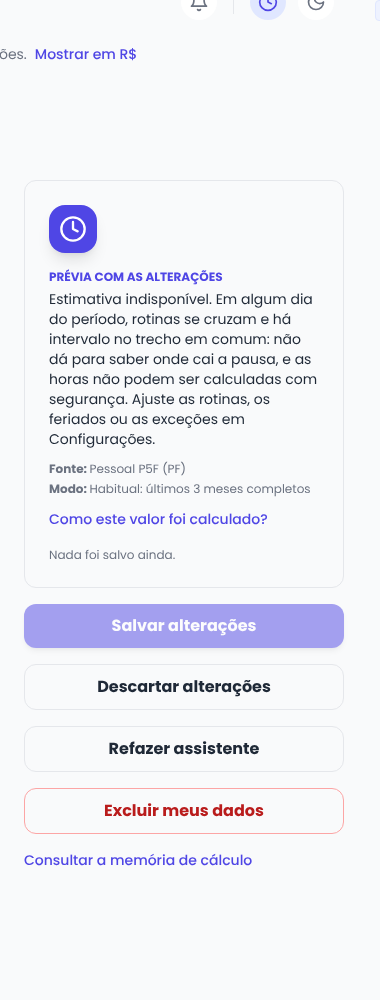 ões. Mostrar em R$
PRÉVIA COM AS ALTERAÇÕES
Estimativa indisponível. Em algum dia
do período, rotinas se cruzam e há
intervalo no trecho em comum: não
dá para saber onde cai a pausa, e as
horas não podem ser calculadas com
segurança. Ajuste as rotinas, os
feriados ou as exceções em
Configurações.
Fonte: Pessoal P5F (PF)
Modo: Habitual: últimos 3 meses completos
Como este valor foi calculado?
Nada foi salvo ainda.
Salvar alterações
Descartar alterações
Refazer assistente
Excluir meus dados
Consultar a memória de cálculo